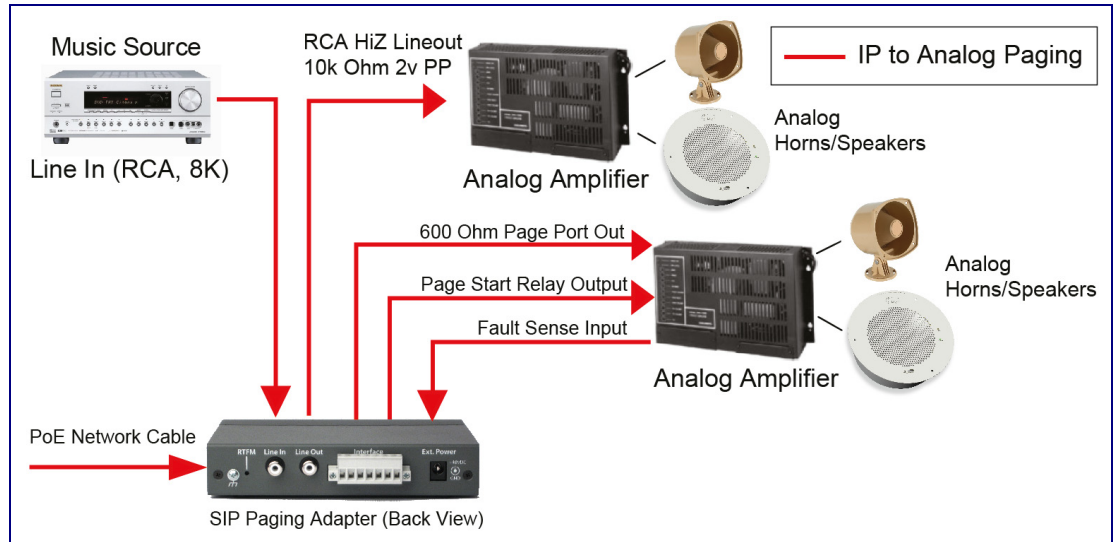 Music Source
Line In (RCA, 8K)
RCA HiZ Lineout
10k Ohm 2v PP
Analog Amplifier
Analog
Horns/Speakers
IP to Analog Paging
600 Ohm Page Port Out
Page Start Relay Output
Fault Sense Input
Analog Amplifier
Analog
Horns/Speakers
PoE Network Cable
RTFM
Line In
Line Out
Interface
Ext. Power
GND
SIP Paging Adapter (Back View)